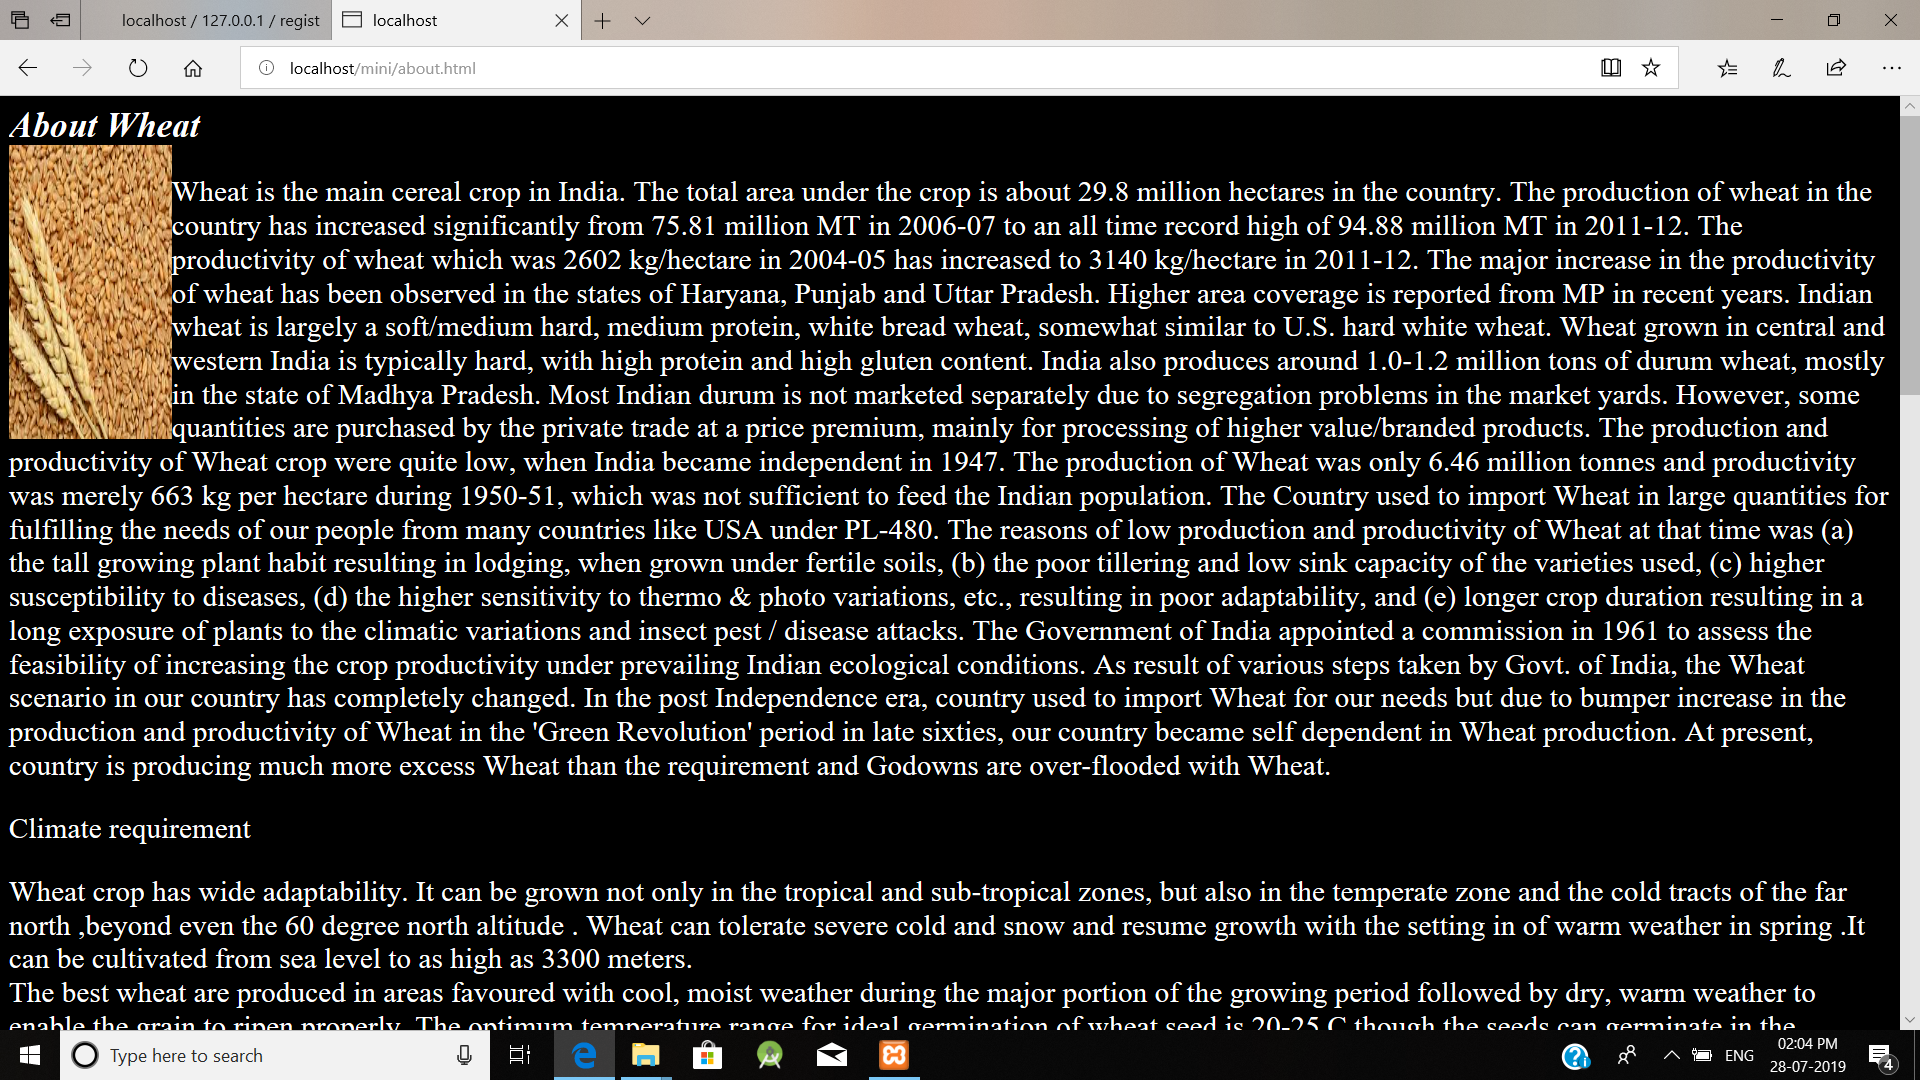 localhost / 127.0.0.1 / regist
localhost
localhost/mini/about.html
About Wheat
Wheat is the main cereal crop in India. The total area under the crop is about 29.8 million hectares in the country. The production of wheat in the
country has increased significantly from 75.81 million MT in 2006-07 to an all time record high of 94.88 million MT in 2011-12. The
productivity of wheat which was 2602 kg/hectare in 2004-05 has increased to 3140 kg/hectare in 2011-12. The major increase in the productivity
of wheat has been observed in the states of Haryana, Punjab and Uttar Pradesh. Higher area coverage is reported from MP in recent years. Indian
wheat is largely a soft/medium hard, medium protein, white bread wheat, somewhat similar to U.S. hard white wheat. Wheat grown in central and
western India is typically hard, with high protein and high gluten content. India also produces around 1.0-1.2 million tons of durum wheat, mostly
in the state of Madhya Pradesh. Most Indian durum is not marketed separately due to segregation problems in the market yards. However, some
quantities are purchased by the private trade at a price premium, mainly for processing of higher value/branded products. The production and
productivity of Wheat crop were quite low, when India became independent in 1947. The production of Wheat was only 6.46 million tonnes and productivity
was merely 663 kg per hectare during 1950-51, which was not sufficient to feed the Indian population. The Country used to import Wheat in large quantities for
fulfilling the needs of our people from many countries like USA under PL-480. The reasons of low production and productivity of Wheat at that time was (a)
the tall growing plant habit resulting in lodging, when grown under fertile soils, (b) the poor tillering and low sink capacity of the varieties used, (c) higher
susceptibility to diseases, (d) the higher sensitivity to thermo & photo variations, etc., resulting in poor adaptability, and (e) longer crop duration resulting in a
long exposure of plants to the climatic variations and insect pest / disease attacks. The Government of India appointed a commission in 1961 to assess the
feasibility of increasing the crop productivity under prevailing Indian ecological conditions. As result of various steps taken by Govt. of India, the Wheat
scenario in our country has completely changed. In the post Independence era, country used to import Wheat for our needs but due to bumper increase in the
production and productivity of Wheat in the 'Green Revolution' period in late sixties, our country became self dependent in Wheat production. At present,
country is producing much more excess Wheat than the requirement and Godowns are over-flooded with Wheat.
Climate requirement
Wheat crop has wide adaptability. It can be grown not only in the tropical and sub-tropical zones, but also in the temperate zone and the cold tracts of the far
north ,beyond even the 60 degree north altitude . Wheat can tolerate severe cold and snow and resume growth with the setting in of warm weather in spring .It
can be cultivated from sea level to as high as 3300 meters.
The best wheat are produced in areas favoured with cool, moist weather during the major portion of the growing period followed by dry, warm weather to
enable the grain to ripen properly. The optimum temperature range for ideal germination of wheat seed is 20-25 C though the seeds can germinate in the
Type here to search
ENG
02:04 PM
28-07-2019
4